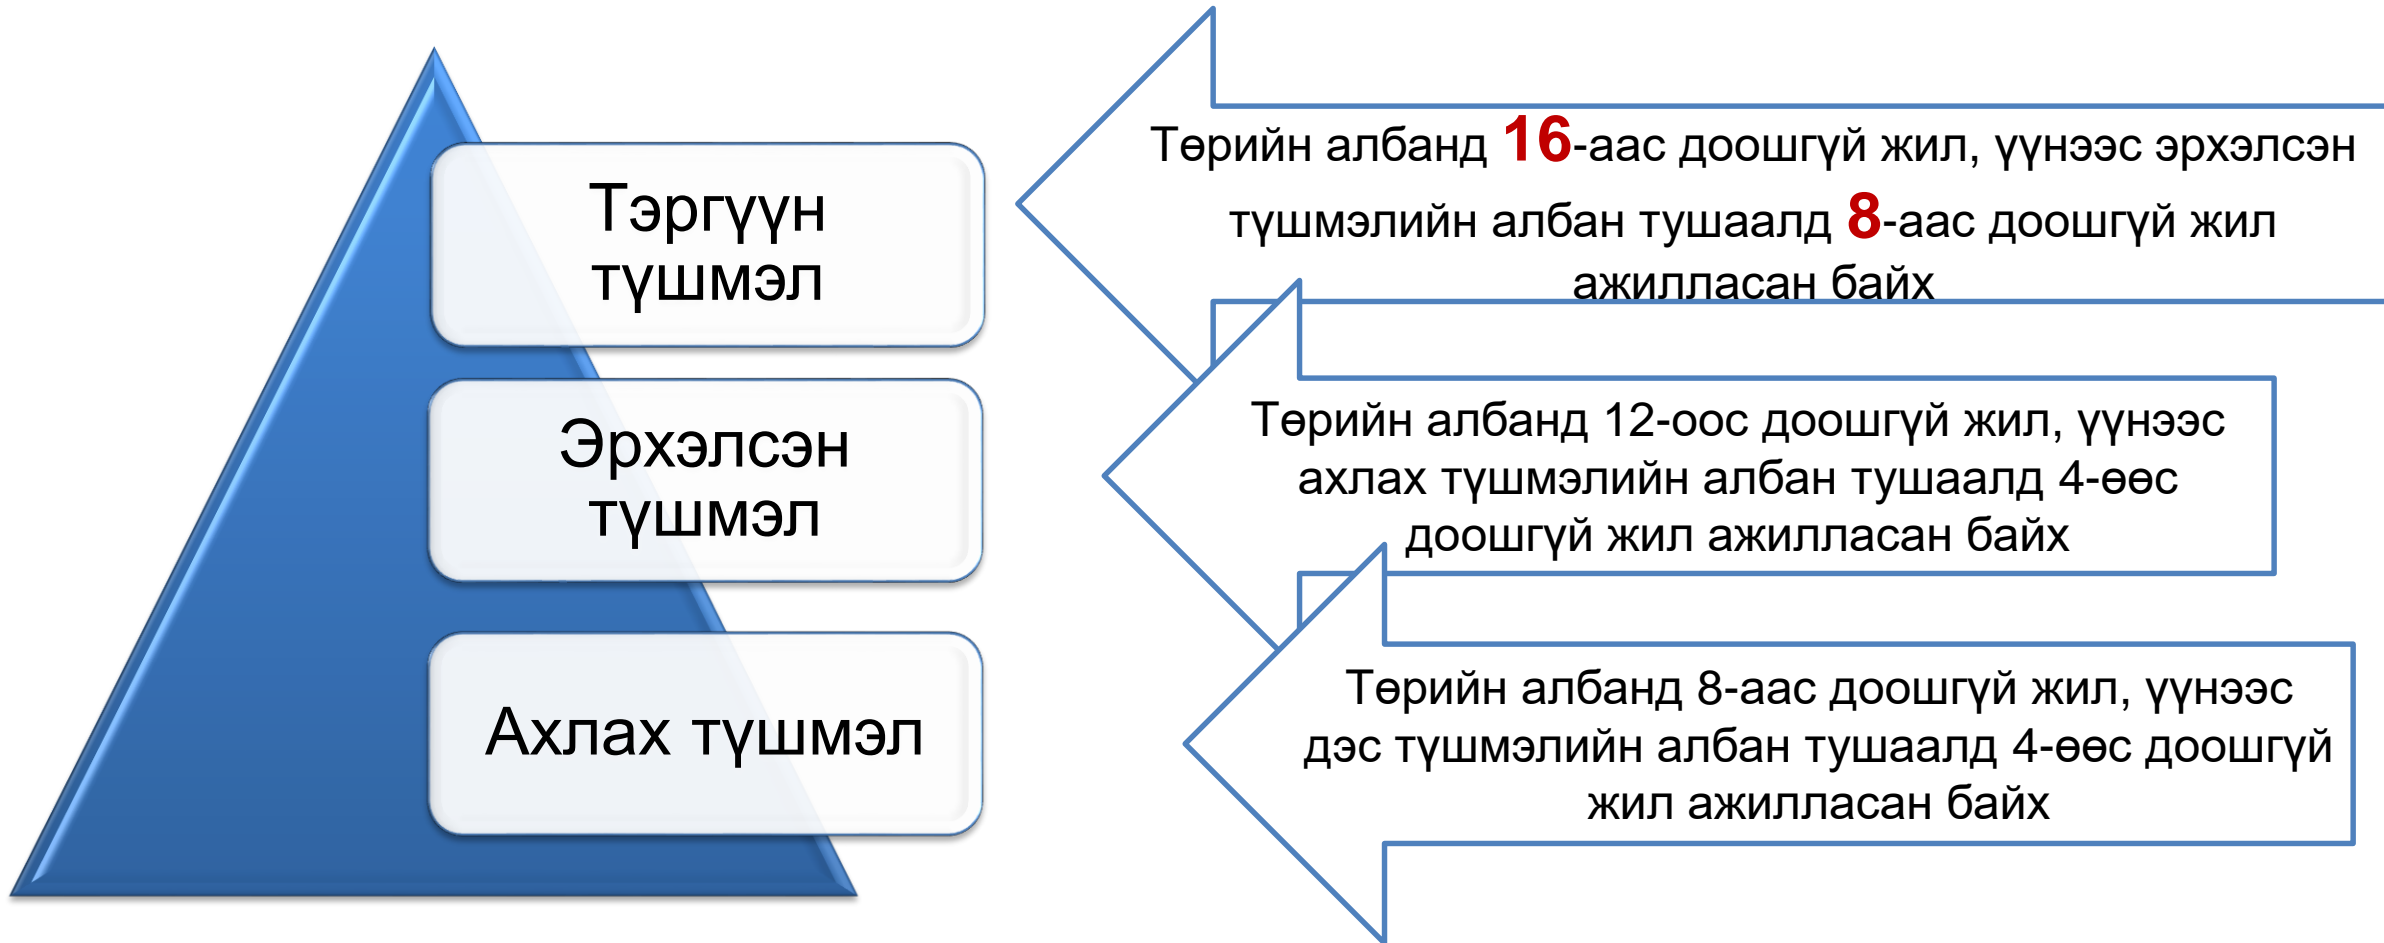 Тэргүүн
түшмэл
Төрийн албанд 16-аас доошгүй жил, үүнээс эрхэлсэн
түшмэлийн албан тушаалд 8-аас доошгүй жил
ажилласан байх
Эрхэлсэн
түшмэл
Төрийн албанд 12-оос доошгүй жил, үүнээс
ахлах түшмэлийн албан тушаалд 4-өөс
доошгүй жил ажилласан байх
Ахлах түшмэл
Төрийн албанд 8-аас доошгүй жил, үүнээс
дэс түшмэлийн албан тушаалд 4-өөс доошгүй
жил ажилласан байх